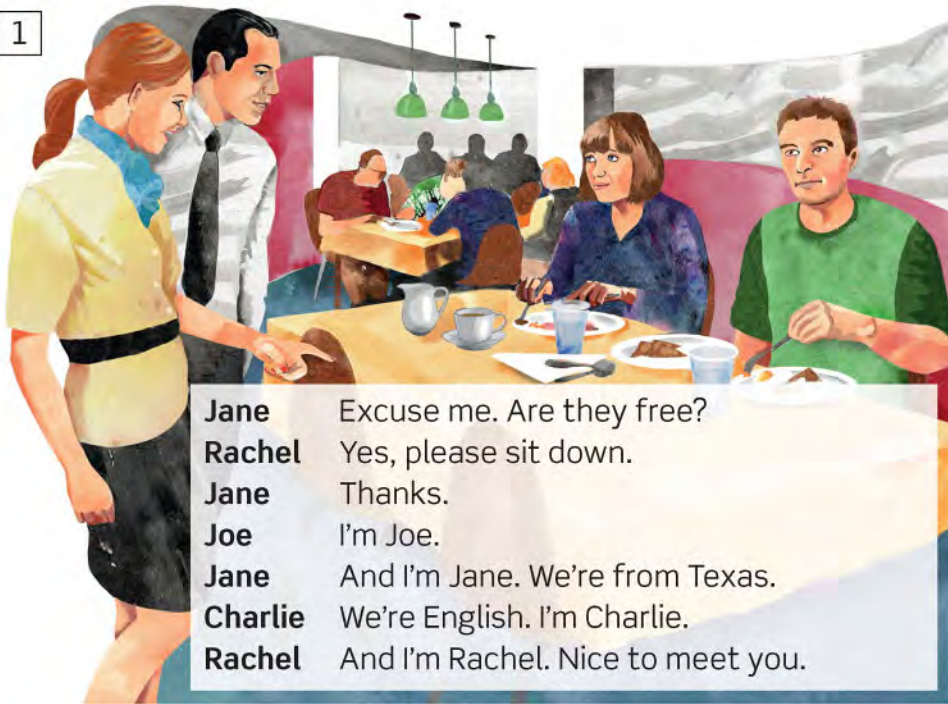 1
Jane Excuse me. Are they free?
Rachel Yes, please sit down.
Jane Thanks.
Joe I'm Joe.
Jane And I'm Jane. We're from Texas.
Charlie We're English. I'm Charlie.
Rachel And I'm Rachel. Nice to meet you.